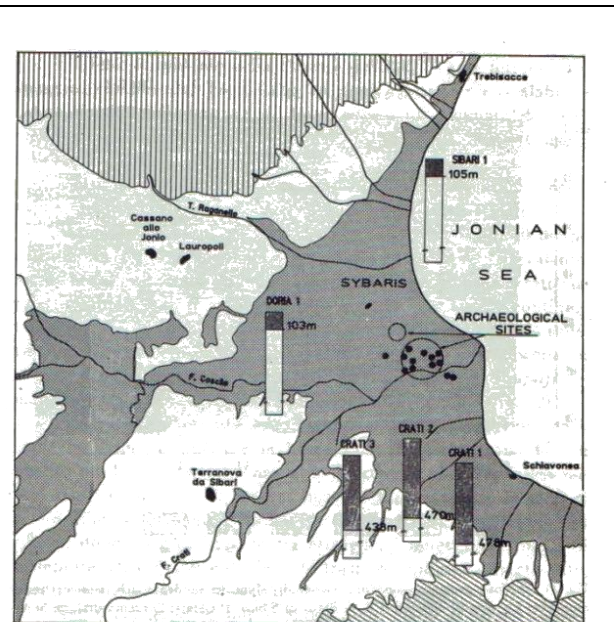 Trebisacce
SIBARI 1
105m
T. Raganello
Cassano
allo
Jonio
Lauropoli
JONIAN
SEA
SYBARIS
DORIA 1
103m
ARCHAEOLOGICAL
SITES
F. Coscile
CRATI 2
CRATI 3
CRATI 1
Schiavonea
Terranova
da Sibari
470m
438m
478m
F. Crati